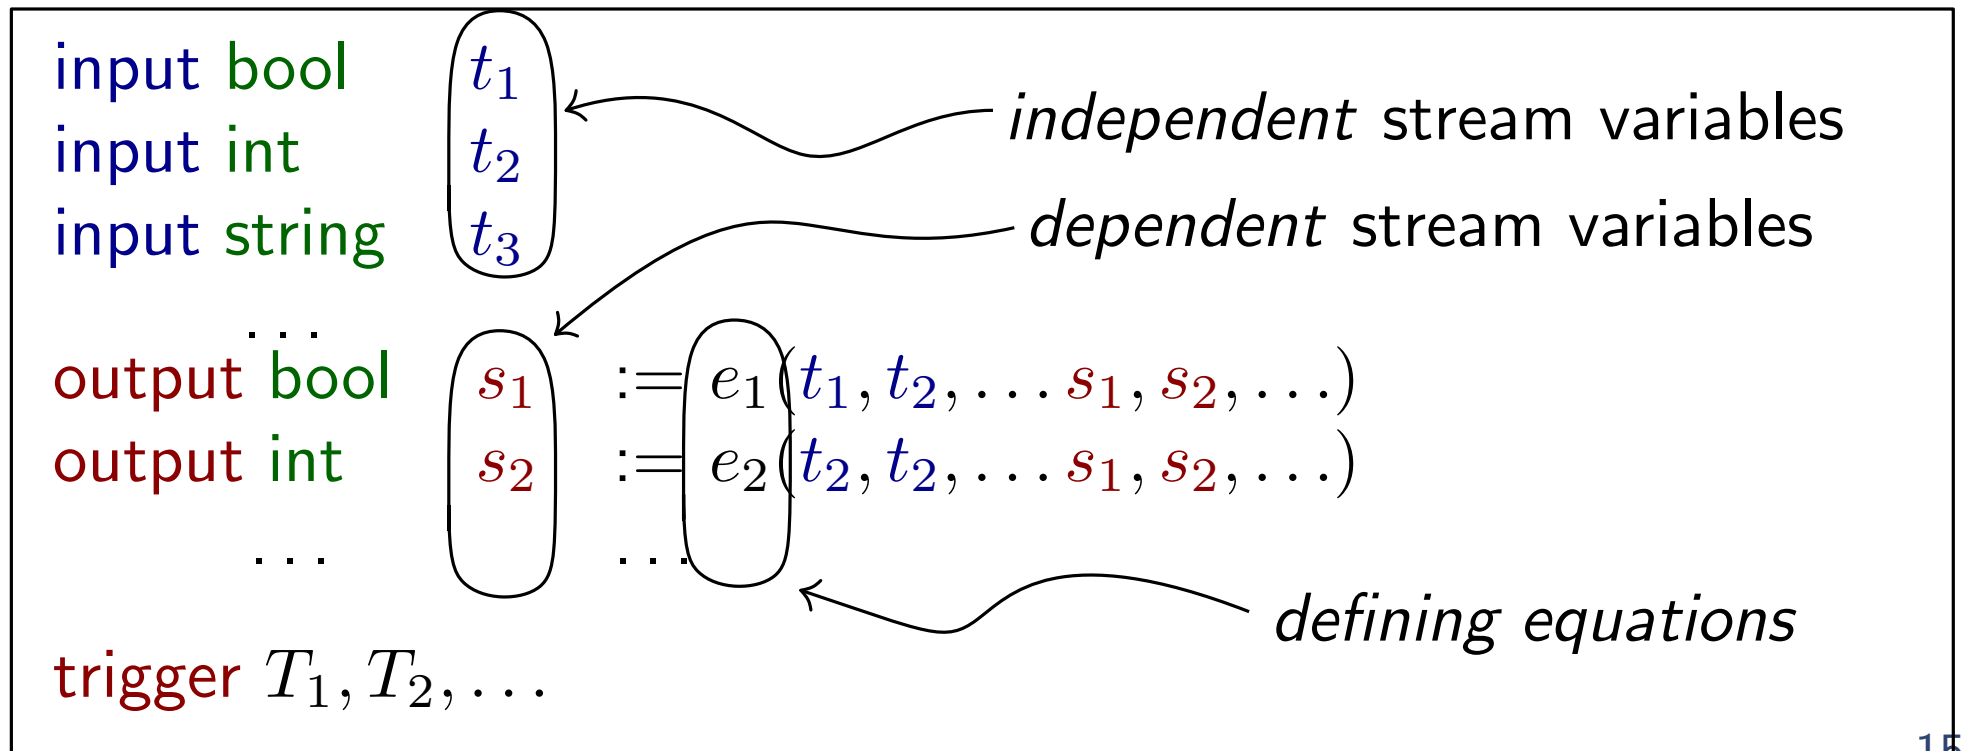 input bool t₁
independent stream variables
input int t₂
input string t₃
dependent stream variables
...
output bool s₁ := e₁(t₁, t₂, ... s₁, s₂, ...)
output int s₂ := e₂(t₂, t₂, ... s₁, s₂, ...)
... ...
defining equations
trigger T₁, T₂, ...
15